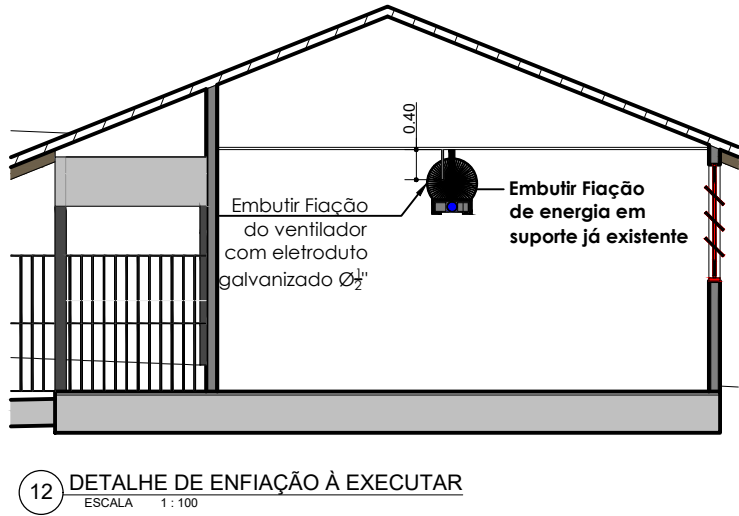 0.40
Embutir Fiação
do ventilador
com eletroduto
galvanizado Ø½"
Embutir Fiação
de energia em
suporte já existente
12
DETALHE DE ENFIAÇÃO À EXECUTAR
ESCALA 1 : 100